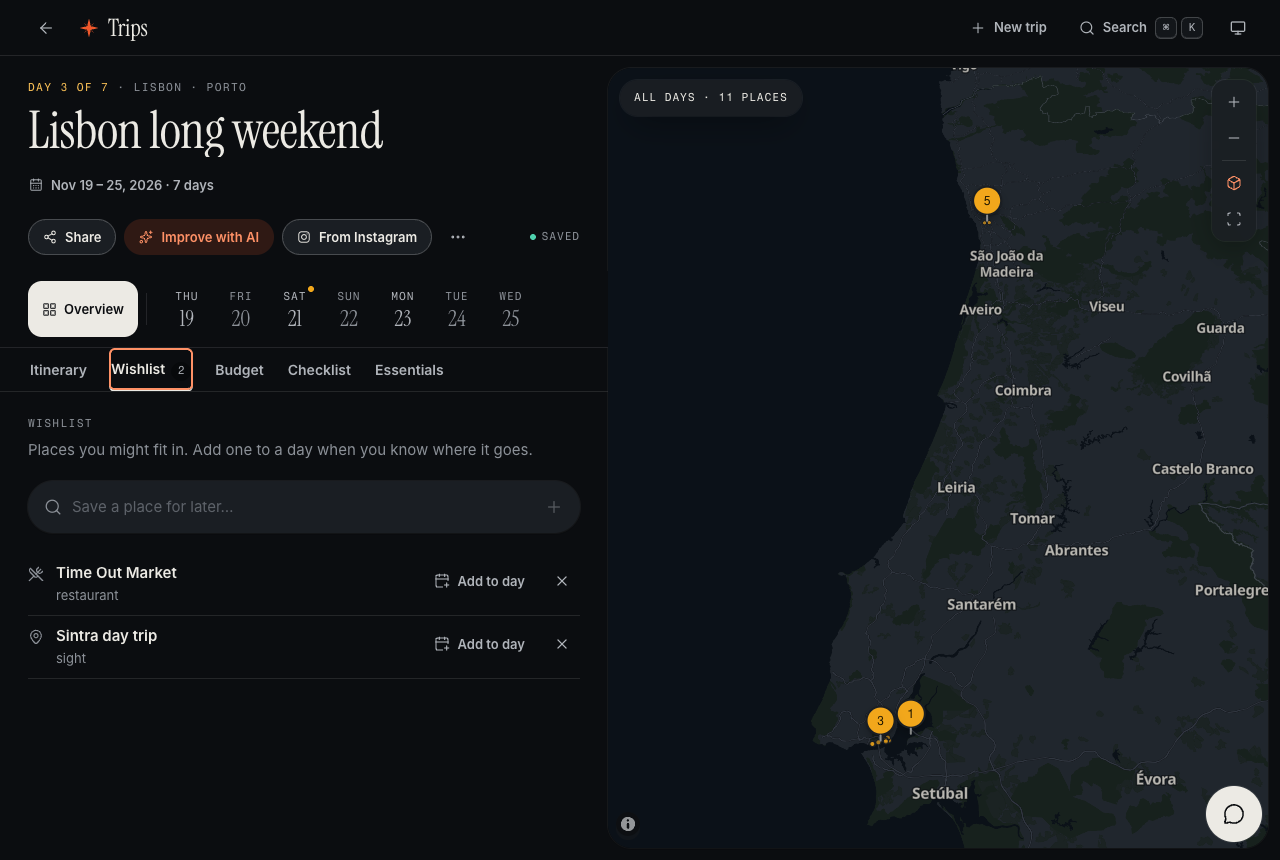 Trips
New trip
Search ⌘ K
DAY 3 OF 7 · LISBON · PORTO
Lisbon long weekend
Nov 19 – 25, 2026 · 7 days
Share
Improve with AI
From Instagram
SAVED
Overview
THU 19
FRI 20
SAT 21
SUN 22
MON 23
TUE 24
WED 25
Itinerary
Wishlist 2
Budget
Checklist
Essentials
WISHLIST
Places you might fit in. Add one to a day when you know where it goes.
Save a place for later...
Time Out Market
restaurant
Add to day
Sintra day trip
sight
Add to day
ALL DAYS · 11 PLACES
5
São João da
Madeira
Aveiro
Viseu
Guarda
Covilhã
Coimbra
Castelo Branco
Leiria
Tomar
Abrantes
Portalegre
Santarém
3
1
Évora
Setúbal